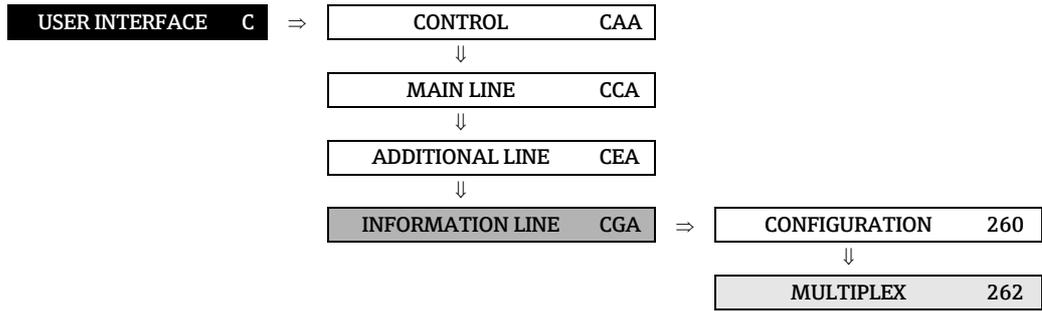 USER INTERFACE C ⇒ CONTROL CAA
⇓
MAIN LINE CCA
⇓
ADDITIONAL LINE CEA
⇓
INFORMATION LINE CGA ⇒ CONFIGURATION 260
⇓
MULTIPLEX 262